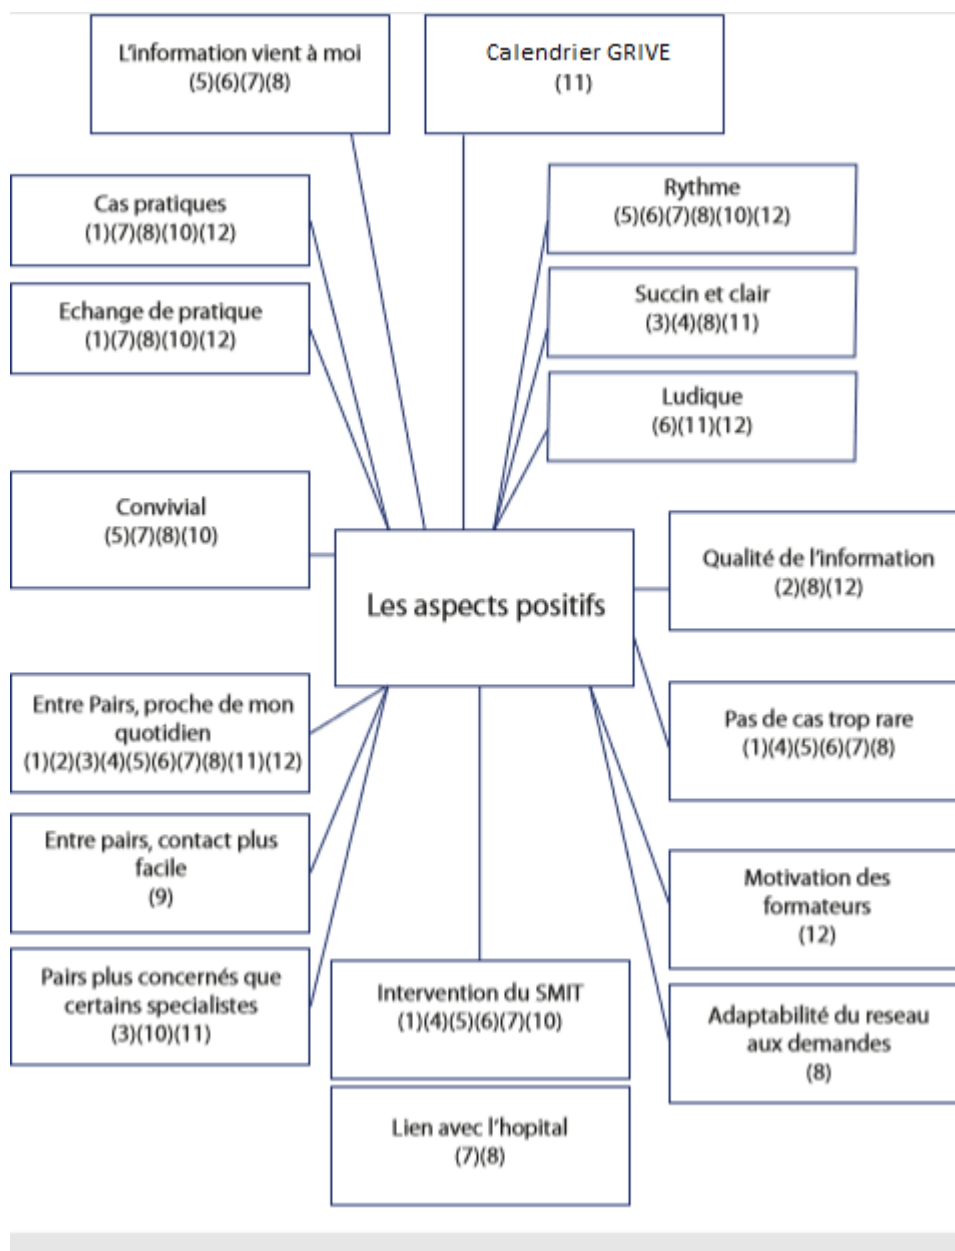 L'information vient à moi
(5)(6)(7)(8)
Calendrier GRIVE
(11)
Cas pratiques
(1)(7)(8)(10)(12)
Rythme
(5)(6)(7)(8)(10)(12)
Echange de pratique
(1)(7)(8)(10)(12)
Succin et clair
(3)(4)(8)(11)
Ludique
(6)(11)(12)
Convivial
(5)(7)(8)(10)
Les aspects positifs
Qualité de l'information
(2)(8)(12)
Entre Pairs, proche de mon
quotidien
(1)(2)(3)(4)(5)(6)(7)(8)(11)(12)
Pas de cas trop rare
(1)(4)(5)(6)(7)(8)
Entre pairs, contact plus
facile
(9)
Motivation des
formateurs
(12)
Pairs plus concernés que
certains specialistes
(3)(10)(11)
Intervention du SMIT
(1)(4)(5)(6)(7)(10)
Adaptabilité du reseau
aux demandes
(8)
Lien avec l'hopital
(7)(8)